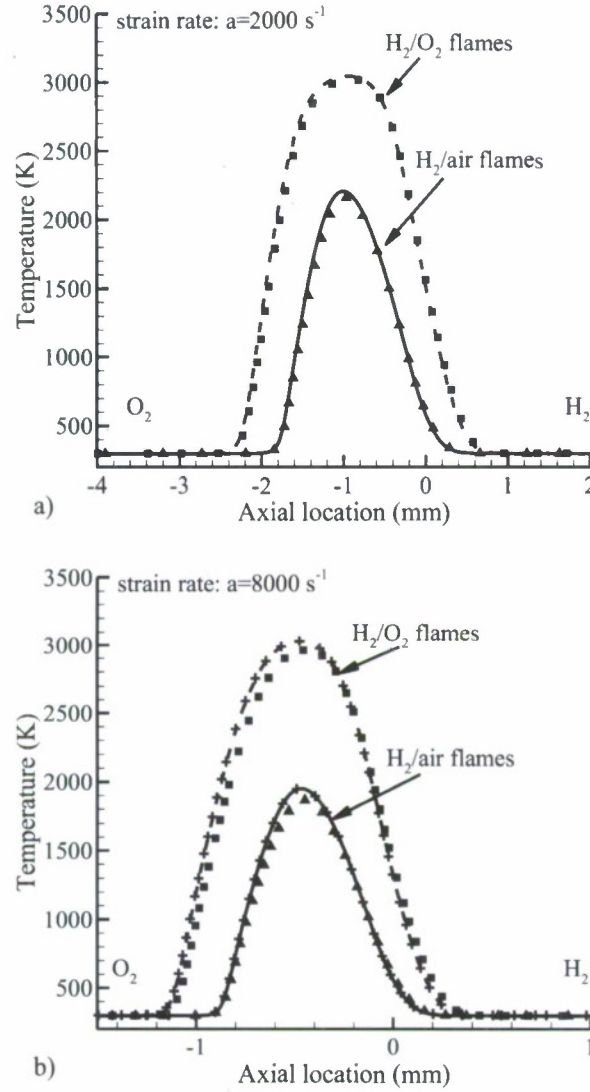 strain rate: a=2000 s⁻¹
H₂/O₂ flames
H₂/air flames
Temperature (K)
3500
3000
2500
2000
1500
1000
500
O₂
H₂
-4
-3
-2
-1
0
1
2
Axial location (mm)
a)
strain rate: a=8000 s⁻¹
H₂/O₂ flames
H₂/air flames
Temperature (K)
3500
3000
2500
2000
1500
1000
500
O₂
H₂
-1
0
1
Axial location (mm)
b)